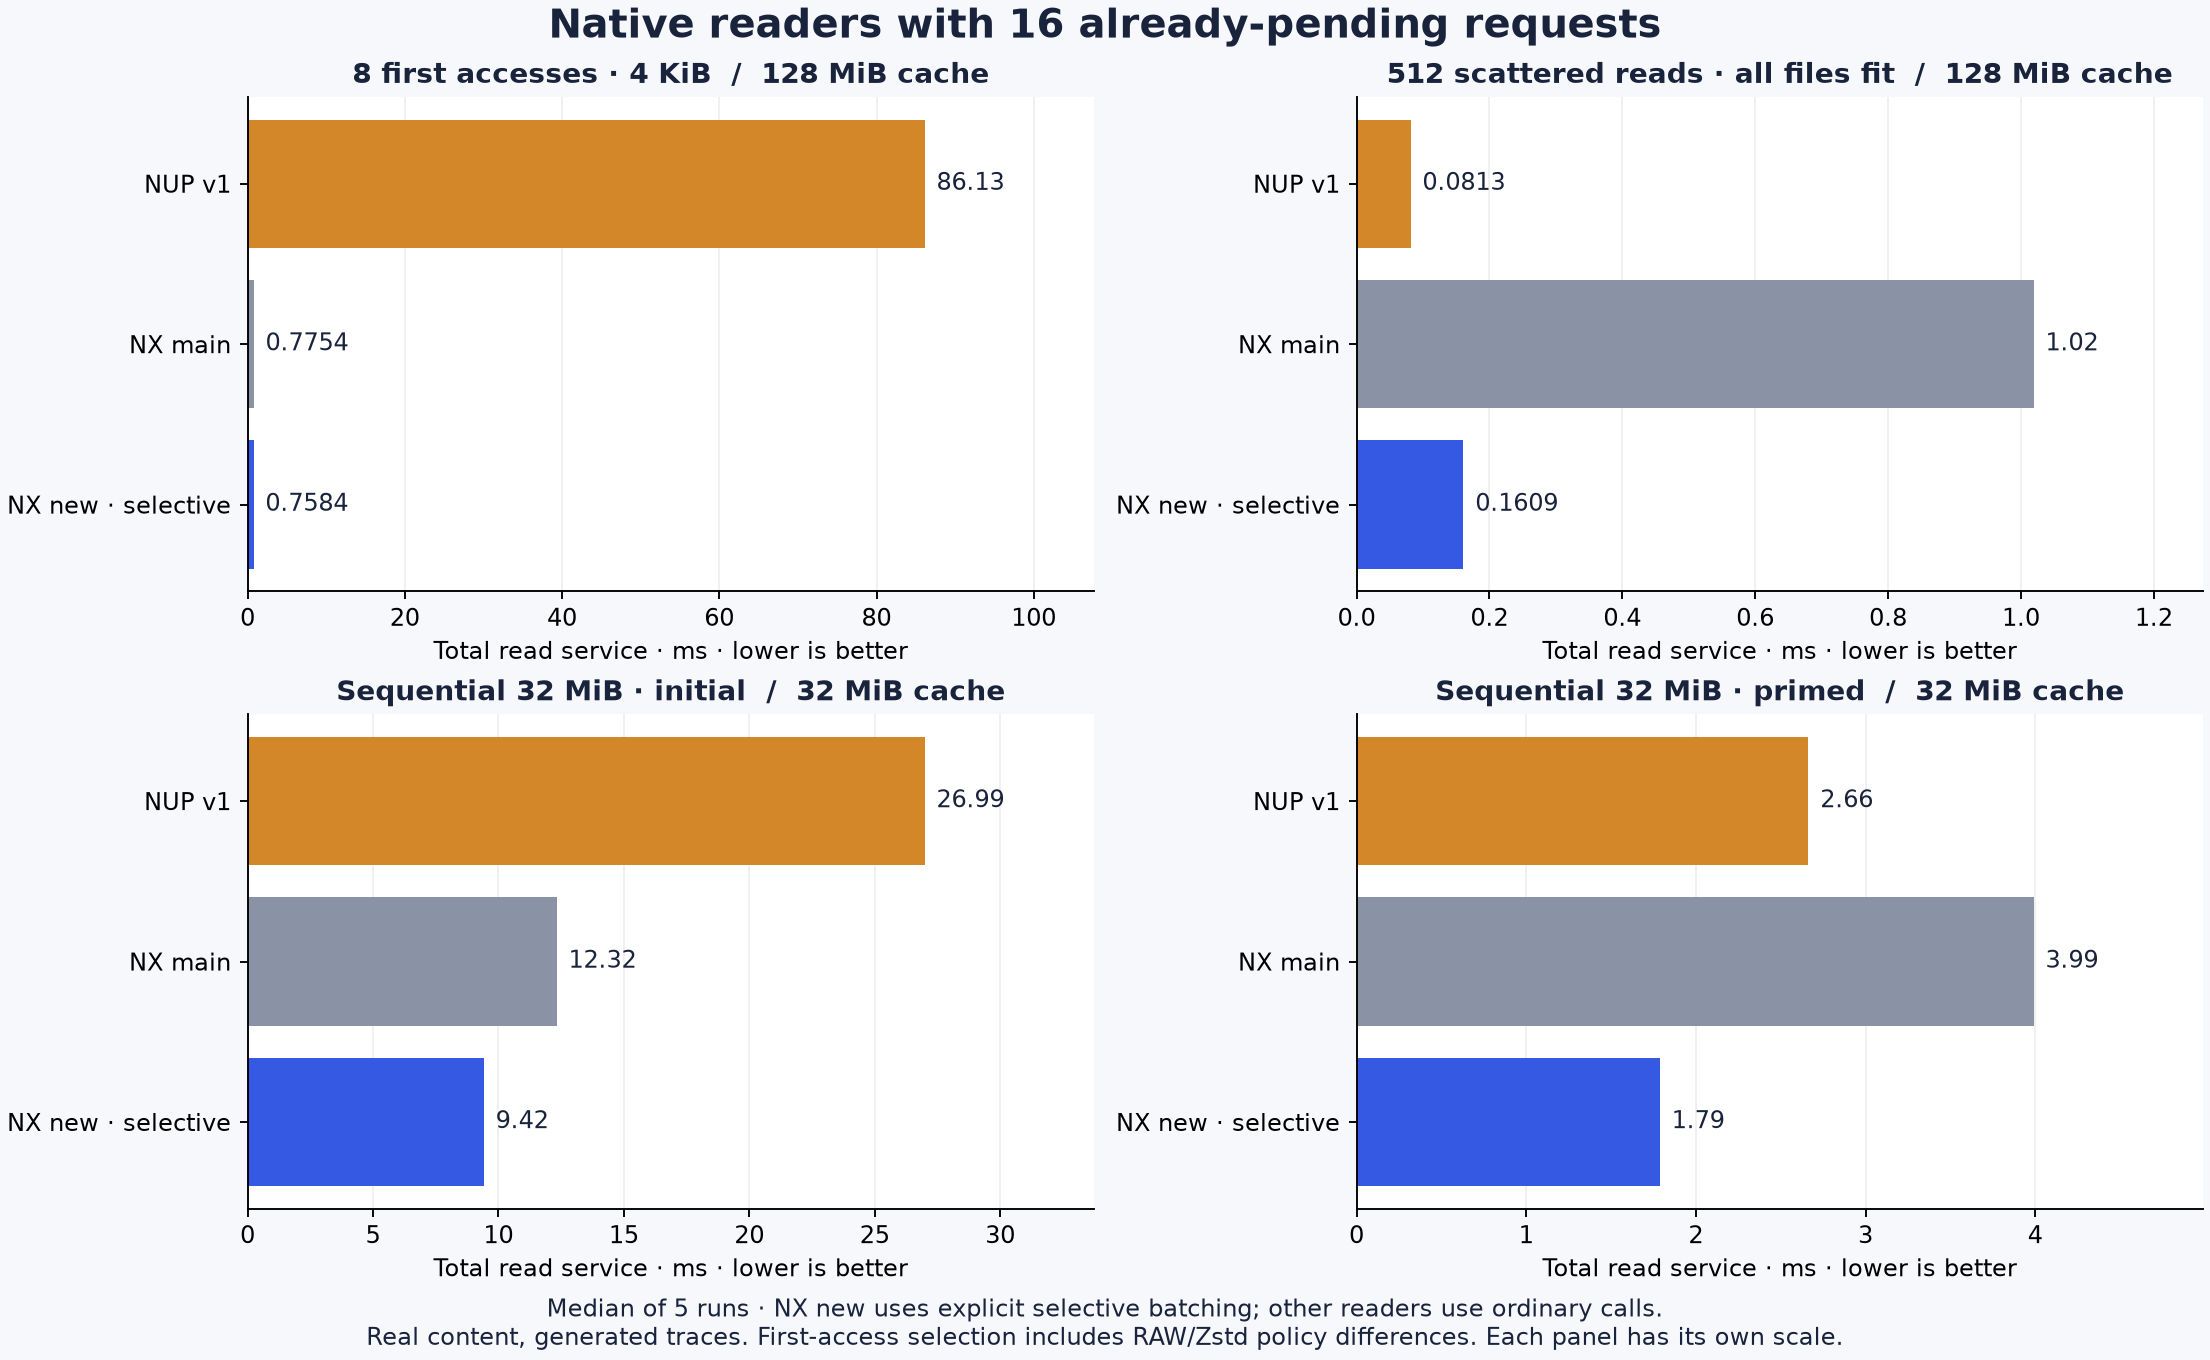 Native readers with 16 already-pending requests
8 first accesses · 4 KiB / 128 MiB cache
NUP v1
86.13
NX main
0.7754
NX new · selective
0.7584
0 20 40 60 80 100
Total read service · ms · lower is better
512 scattered reads · all files fit / 128 MiB cache
NUP v1
0.0813
NX main
1.02
NX new · selective
0.1609
0.0 0.2 0.4 0.6 0.8 1.0 1.2
Total read service · ms · lower is better
Sequential 32 MiB · initial / 32 MiB cache
NUP v1
26.99
NX main
12.32
NX new · selective
9.42
0 5 10 15 20 25 30
Total read service · ms · lower is better
Sequential 32 MiB · primed / 32 MiB cache
NUP v1
2.66
NX main
3.99
NX new · selective
1.79
0 1 2 3 4
Total read service · ms · lower is better
Median of 5 runs · NX new uses explicit selective batching; other readers use ordinary calls.
Real content, generated traces. First-access selection includes RAW/Zstd policy differences. Each panel has its own scale.